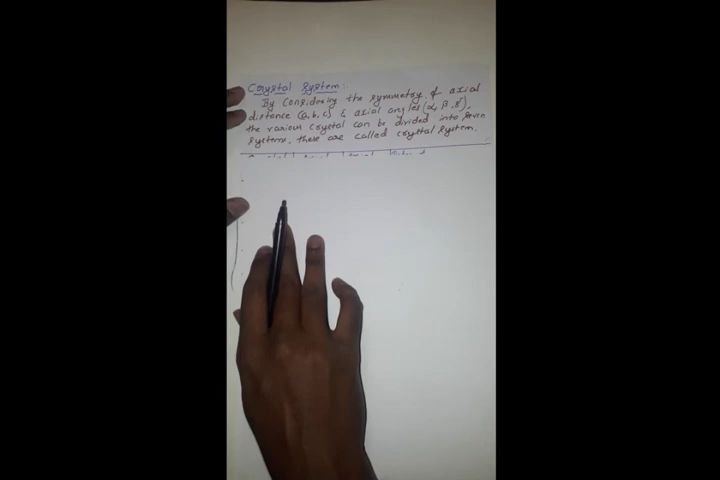 Crystal System:
By Considering the symmetry of axial
distance (a, b, c) & axial angles (α, β, γ),
the various crystal can be divided into seven
systems, these are called crystal system.